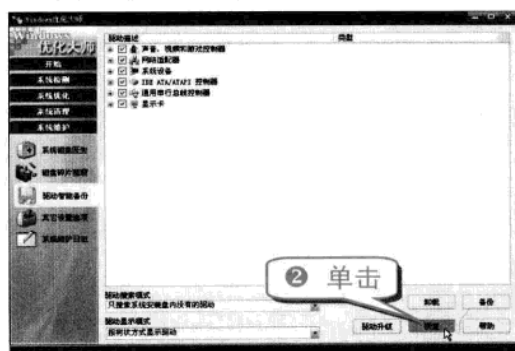 Windows优化大师
Windows
优化大师
开始
系统检测
系统优化
系统清理
系统维护
系统磁盘医生
磁盘碎片整理
驱动智能备份
其它设置选项
系统维护日志
驱动描述 类型
声音、视频和游戏控制器
网络适配器
系统设备
IDE ATA/ATAPI 控制器
通用串行总线控制器
显示卡
❷ 单击
驱动搜索模式
只搜索系统安装盘内没有的驱动
卸载 备份
驱动显示模式
按树状方式显示驱动
驱动升级 恢复 帮助